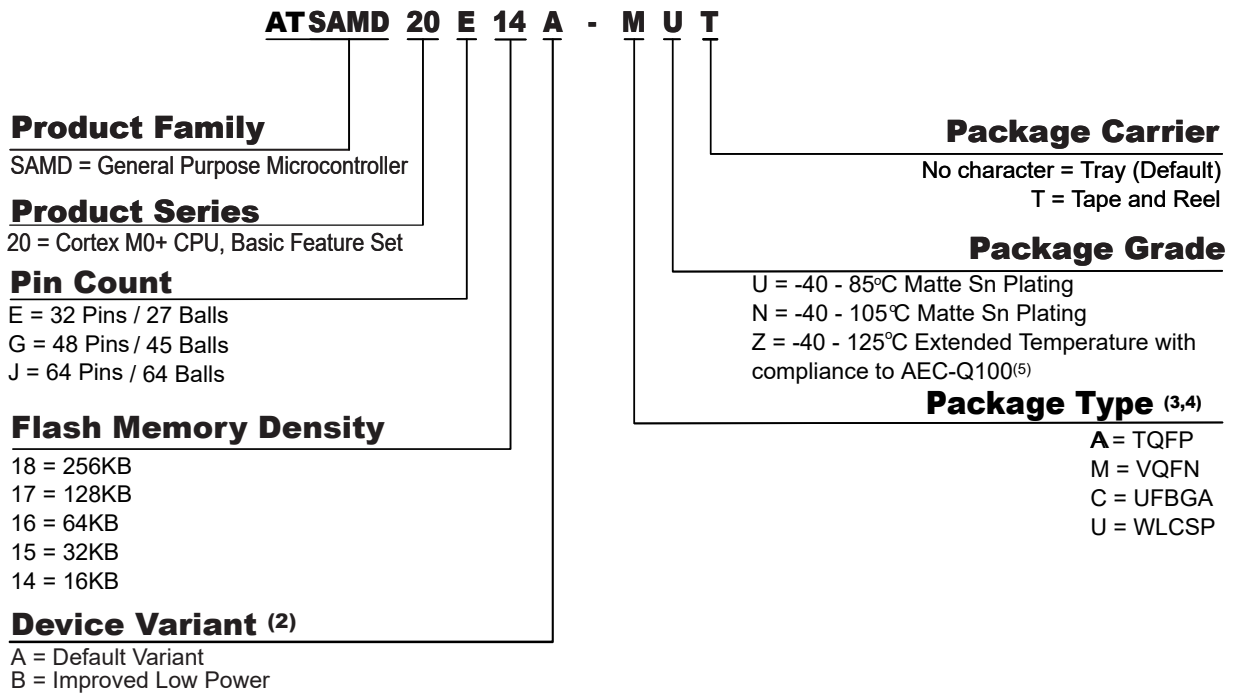 ATSAMD 20 E 14 A - M U T
Product Family
SAMD = General Purpose Microcontroller
Product Series
20 = Cortex M0+ CPU, Basic Feature Set
Pin Count
E = 32 Pins / 27 Balls
G = 48 Pins / 45 Balls
J = 64 Pins / 64 Balls
Flash Memory Density
18 = 256KB
17 = 128KB
16 = 64KB
15 = 32KB
14 = 16KB
Device Variant (2)
A = Default Variant
B = Improved Low Power
Package Carrier
No character = Tray (Default)
T = Tape and Reel
Package Grade
U = -40 - 85°C Matte Sn Plating
N = -40 - 105°C Matte Sn Plating
Z = -40 - 125°C Extended Temperature with
compliance to AEC-Q100(5)
Package Type (3,4)
A = TQFP
M = VQFN
C = UFBGA
U = WLCSP